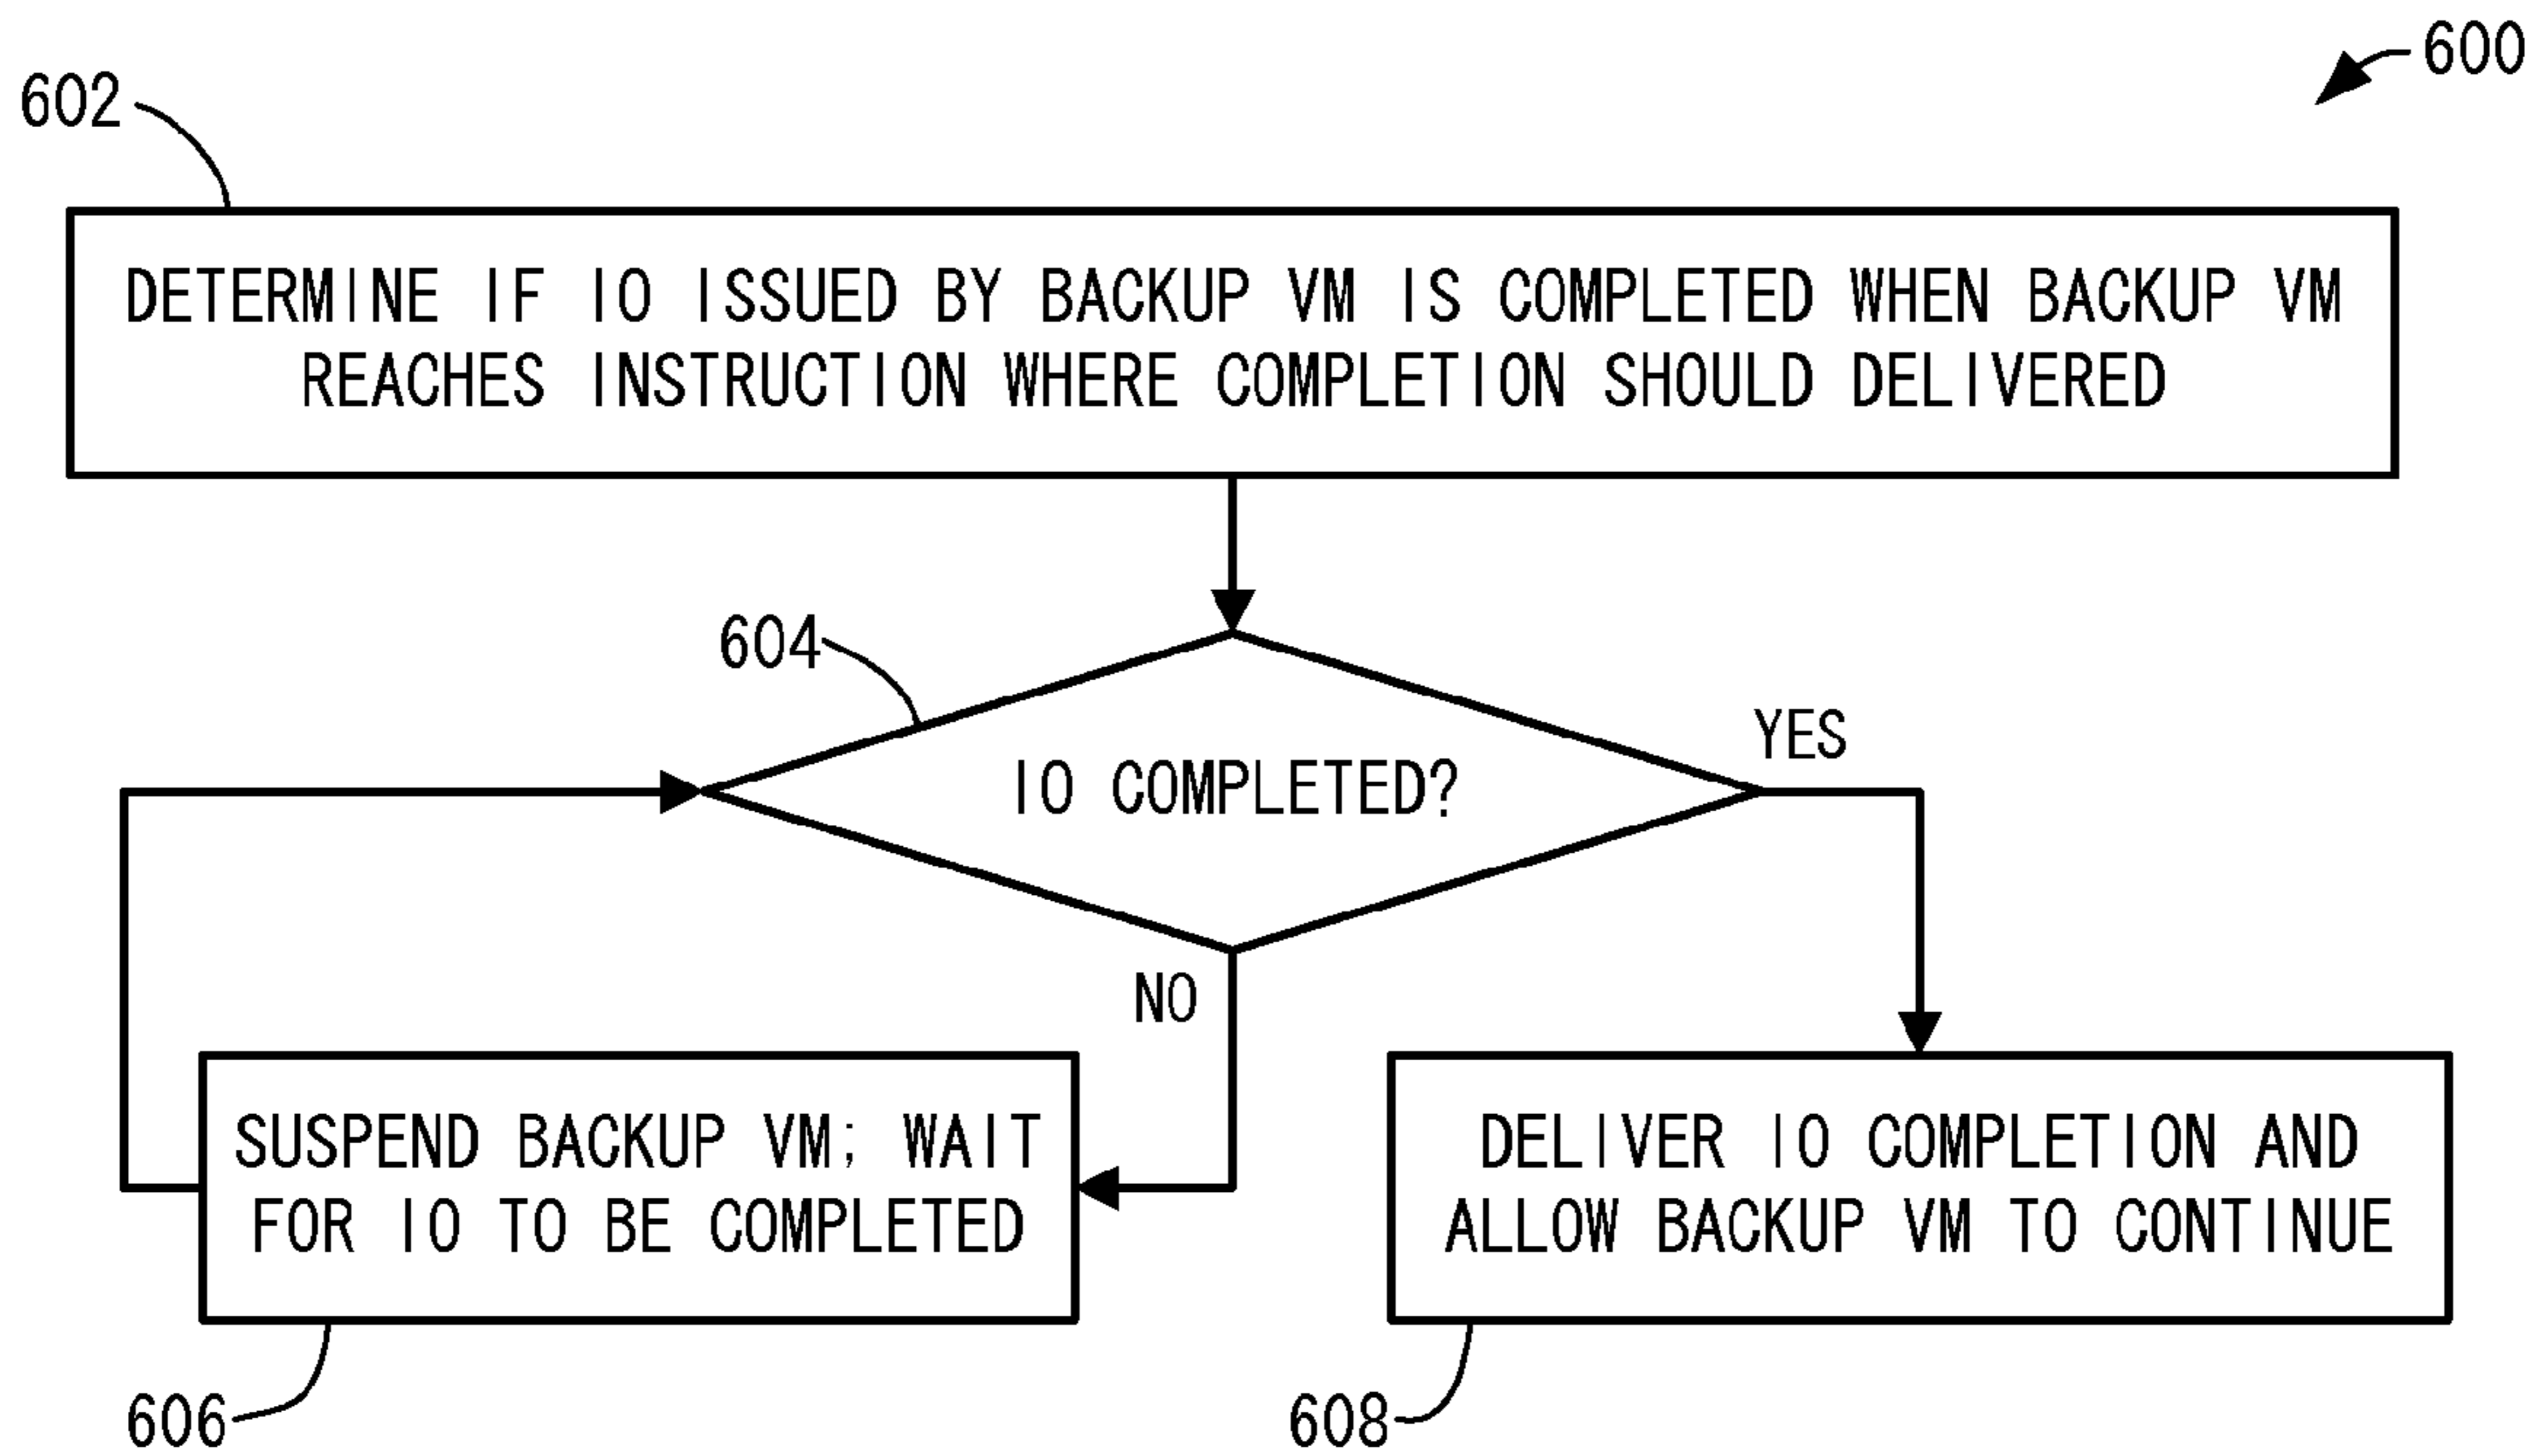 600
602
DETERMINE IF IO ISSUED BY BACKUP VM IS COMPLETED WHEN BACKUP VM
REACHES INSTRUCTION WHERE COMPLETION SHOULD DELIVERED
604
IO COMPLETED?
YES
NO
SUSPEND BACKUP VM; WAIT
FOR IO TO BE COMPLETED
DELIVER IO COMPLETION AND
ALLOW BACKUP VM TO CONTINUE
606
608